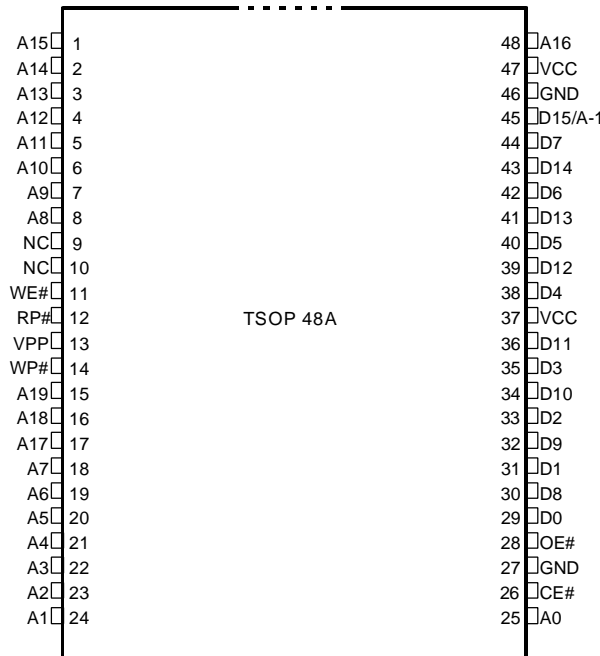 A15 1 48 A16
A14 2 47 VCC
A13 3 46 GND
A12 4 45 D15/A-1
A11 5 44 D7
A10 6 43 D14
A9 7 42 D6
A8 8 41 D13
NC 9 40 D5
NC 10 39 D12
WE# 11 38 D4
RP# 12 TSOP 48A 37 VCC
VPP 13 36 D11
WP# 14 35 D3
A19 15 34 D10
A18 16 33 D2
A17 17 32 D9
A7 18 31 D1
A6 19 30 D8
A5 20 29 D0
A4 21 28 OE#
A3 22 27 GND
A2 23 26 CE#
A1 24 25 A0